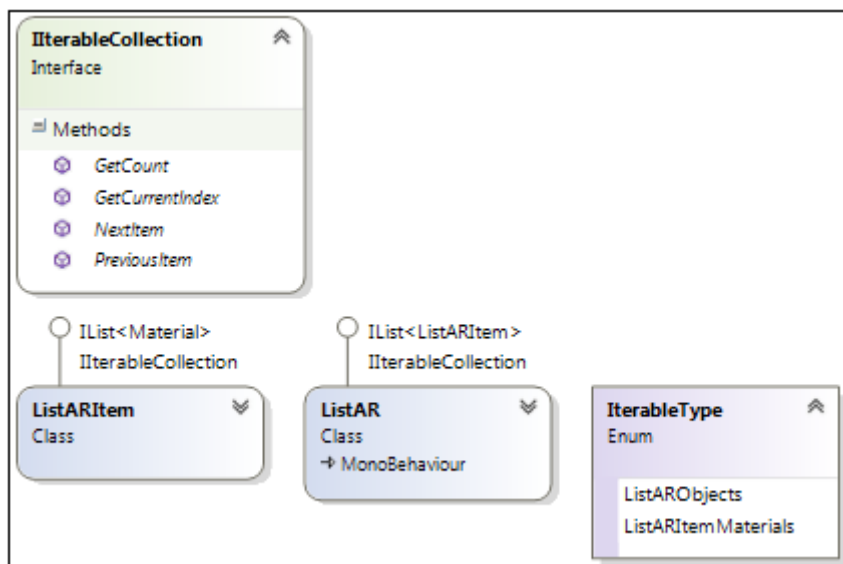 IIterableCollection
Interface
Methods
GetCount
GetCurrentIndex
NextItem
PreviousItem
IList<Material>
IIterableCollection
ListARItem
Class
IList<ListARItem>
IIterableCollection
ListAR
Class
MonoBehaviour
IterableType
Enum
ListARObjects
ListARItemMaterials